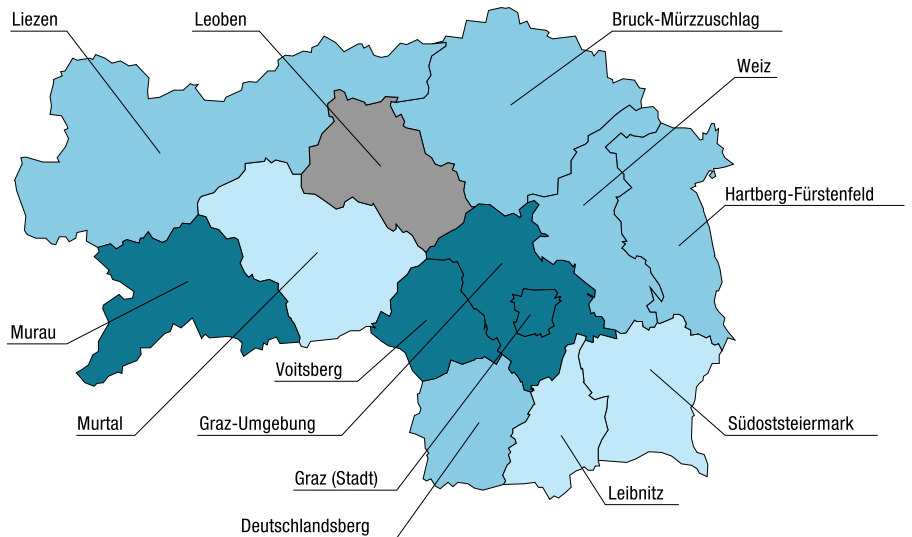 Liezen
Leoben
Bruck-Mürzzuschlag
Weiz
Hartberg-Fürstenfeld
Murau
Voitsberg
Murtal
Graz-Umgebung
Südoststeiermark
Graz (Stadt)
Leibnitz
Deutschlandsberg